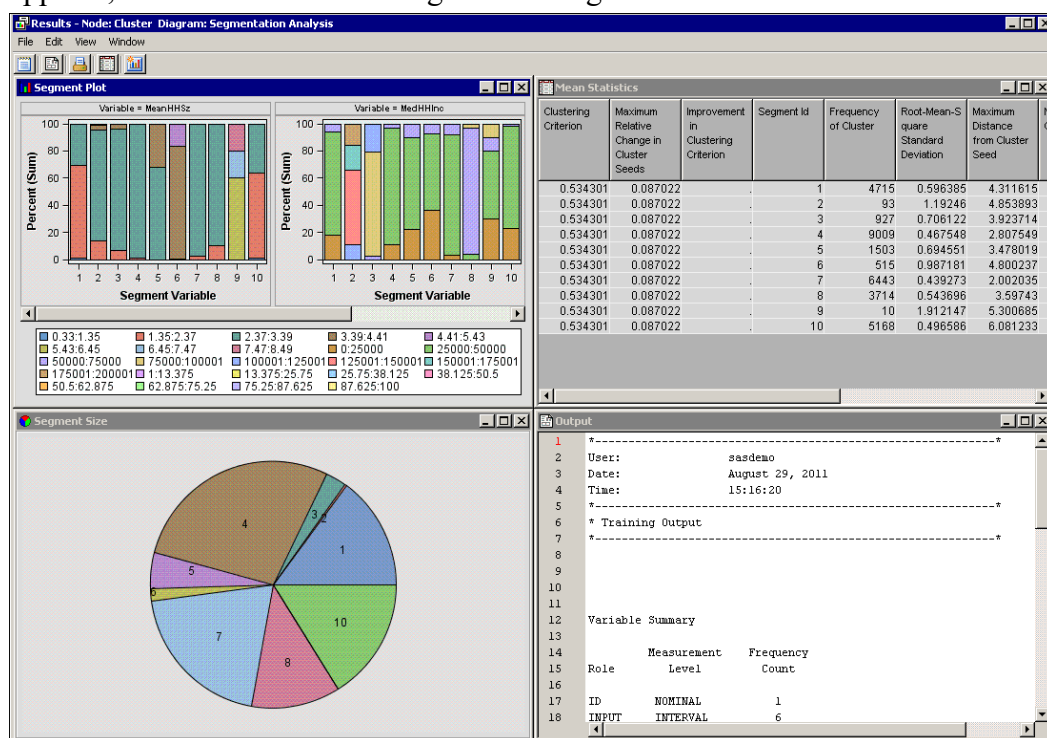 Results - Node: Cluster Diagram: Segmentation Analysis
File Edit View Window
Segment Plot
Variable = MeanHHSz
Variable = MedHHInc
Percent (Sum)
100
80
60
40
20
0
1 2 3 4 5 6 7 8 9 10
Segment Variable
Percent (Sum)
100
80
60
40
20
0
1 2 3 4 5 6 7 8 9 10
Segment Variable
0.33:1.35 1.35:2.37 2.37:3.39 3.39:4.41 4.41:5.43
5.43:6.45 6.45:7.47 7.47:8.49 0:25000 25000:50000
50000:75000 75000:100001 100001:125001 125001:150001 150001:175001
175001:200001 1:13.375 13.375:25.75 25.75:38.125 38.125:50.5
50.5:62.875 62.875:75.25 75.25:87.625 87.625:100
Mean Statistics
Clustering Criterion
Maximum Relative Change in Cluster Seeds
Improvement in Clustering Criterion
Segment Id
Frequency of Cluster
Root-Mean-S quare Standard Deviation
Maximum Distance from Cluster Seed
0.534301 0.087022 . 1 4715 0.596385 4.311615
0.534301 0.087022 . 2 93 1.19246 4.853893
0.534301 0.087022 . 3 927 0.706122 3.923714
0.534301 0.087022 . 4 9009 0.467548 2.807549
0.534301 0.087022 . 5 1503 0.694551 3.478019
0.534301 0.087022 . 6 515 0.987181 4.800237
0.534301 0.087022 . 7 6443 0.439273 2.002035
0.534301 0.087022 . 8 3714 0.543696 3.59743
0.534301 0.087022 . 9 10 1.912147 5.300685
0.534301 0.087022 . 10 5168 0.496586 6.081233
Segment Size
1
2
3
4
5
6
7
8
10
Output
1 *------------------------------------------------------------*
2 User: sasdemo
3 Date: August 29, 2011
4 Time: 15:16:20
5 *------------------------------------------------------------*
6 * Training Output
7 *------------------------------------------------------------*
8
9
10
11
12 Variable Summary
13
14 Measurement Frequency
15 Role Level Count
16
17 ID NOMINAL 1
18 INPUT INTERVAL 6